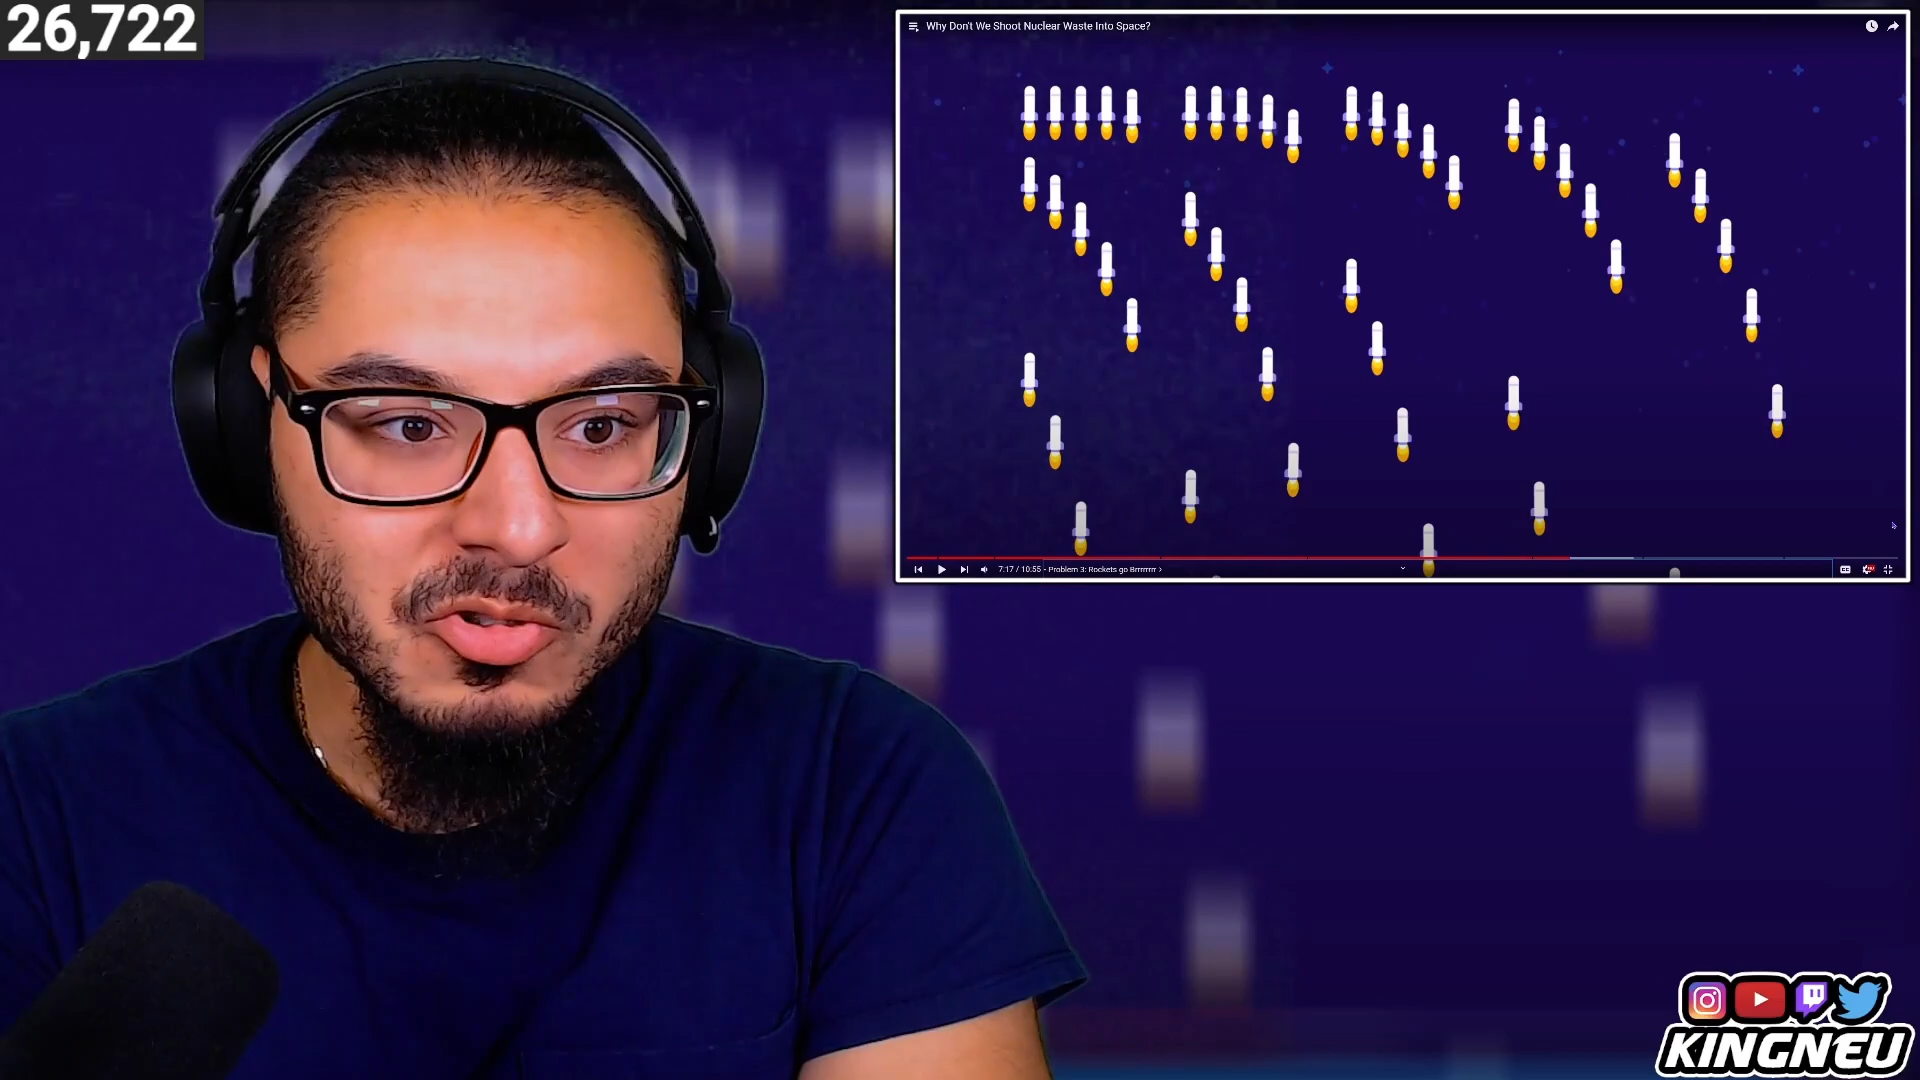 26,722
Why Don't We Shoot Nuclear Waste Into Space?
7:17 / 10:55 • Problem 3: Rockets go Brrrrrrr ›
CC
KINGNEU